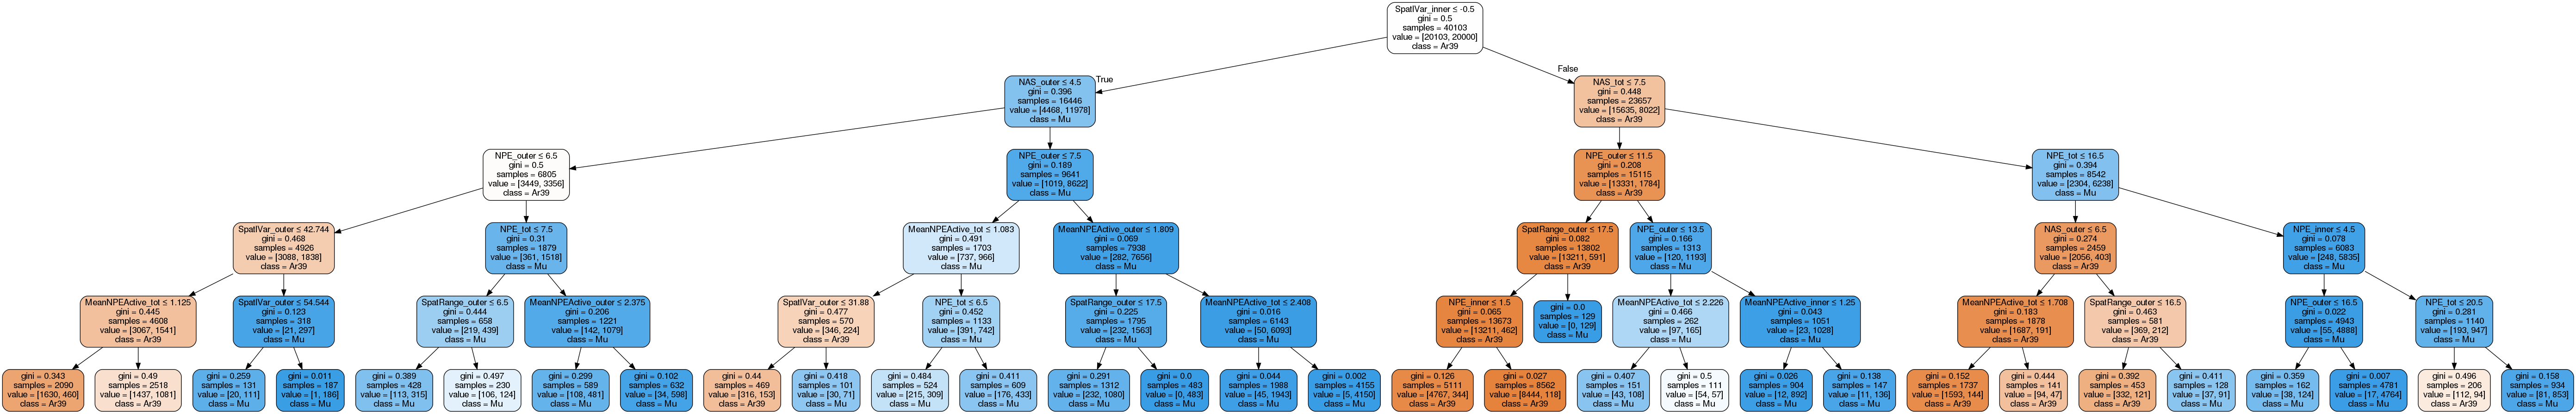 SpatIVar_inner ≤ -0.5
gini = 0.5
samples = 40103
value = [20103, 20000]
class = Ar39
True
False
NAS_outer ≤ 4.5
gini = 0.396
samples = 16446
value = [4468, 11978]
class = Mu
NAS_tot ≤ 7.5
gini = 0.448
samples = 23657
value = [15635, 8022]
class = Ar39
NPE_outer ≤ 6.5
gini = 0.5
samples = 6805
value = [3449, 3356]
class = Ar39
NPE_outer ≤ 7.5
gini = 0.189
samples = 9641
value = [1019, 8622]
class = Mu
NPE_outer ≤ 11.5
gini = 0.208
samples = 15115
value = [13331, 1784]
class = Ar39
NPE_tot ≤ 16.5
gini = 0.394
samples = 8542
value = [2304, 6238]
class = Mu
SpatIVar_outer ≤ 42.744
gini = 0.468
samples = 4926
value = [3088, 1838]
class = Ar39
NPE_tot ≤ 7.5
gini = 0.31
samples = 1879
value = [361, 1518]
class = Mu
MeanNPEActive_tot ≤ 1.083
gini = 0.491
samples = 1703
value = [737, 966]
class = Mu
MeanNPEActive_outer ≤ 1.809
gini = 0.069
samples = 7938
value = [282, 7656]
class = Mu
SpatRange_outer ≤ 17.5
gini = 0.082
samples = 13802
value = [13211, 591]
class = Ar39
NPE_outer ≤ 13.5
gini = 0.166
samples = 1313
value = [120, 1193]
class = Mu
NAS_outer ≤ 6.5
gini = 0.274
samples = 2459
value = [2056, 403]
class = Ar39
NPE_inner ≤ 4.5
gini = 0.078
samples = 6083
value = [248, 5835]
class = Mu
MeanNPEActive_tot ≤ 1.125
gini = 0.445
samples = 4608
value = [3067, 1541]
class = Ar39
SpatIVar_outer ≤ 54.544
gini = 0.123
samples = 318
value = [21, 297]
class = Mu
SpatRange_outer ≤ 6.5
gini = 0.444
samples = 658
value = [219, 439]
class = Mu
MeanNPEActive_outer ≤ 2.375
gini = 0.206
samples = 1221
value = [142, 1079]
class = Mu
SpatIVar_outer ≤ 31.88
gini = 0.477
samples = 570
value = [346, 224]
class = Ar39
NPE_tot ≤ 6.5
gini = 0.452
samples = 1133
value = [391, 742]
class = Mu
SpatRange_outer ≤ 17.5
gini = 0.225
samples = 1795
value = [232, 1563]
class = Mu
MeanNPEActive_tot ≤ 2.408
gini = 0.016
samples = 6143
value = [50, 6093]
class = Mu
NPE_inner ≤ 1.5
gini = 0.065
samples = 13673
value = [13211, 462]
class = Ar39
gini = 0.0
samples = 129
value = [0, 129]
class = Mu
MeanNPEActive_tot ≤ 2.226
gini = 0.466
samples = 262
value = [97, 165]
class = Mu
MeanNPEActive_inner ≤ 1.25
gini = 0.043
samples = 1051
value = [23, 1028]
class = Mu
MeanNPEActive_tot ≤ 1.708
gini = 0.183
samples = 1878
value = [1687, 191]
class = Ar39
SpatRange_outer ≤ 16.5
gini = 0.463
samples = 581
value = [369, 212]
class = Ar39
NPE_outer ≤ 16.5
gini = 0.022
samples = 4943
value = [55, 4888]
class = Mu
NPE_tot ≤ 20.5
gini = 0.281
samples = 1140
value = [193, 947]
class = Mu
gini = 0.343
samples = 2090
value = [1630, 460]
class = Ar39
gini = 0.49
samples = 2518
value = [1437, 1081]
class = Ar39
gini = 0.259
samples = 131
value = [20, 111]
class = Mu
gini = 0.011
samples = 187
value = [1, 186]
class = Mu
gini = 0.389
samples = 428
value = [113, 315]
class = Mu
gini = 0.497
samples = 230
value = [106, 124]
class = Mu
gini = 0.299
samples = 589
value = [108, 481]
class = Mu
gini = 0.102
samples = 632
value = [34, 598]
class = Mu
gini = 0.44
samples = 469
value = [316, 153]
class = Ar39
gini = 0.418
samples = 101
value = [30, 71]
class = Mu
gini = 0.484
samples = 524
value = [215, 309]
class = Mu
gini = 0.411
samples = 609
value = [176, 433]
class = Mu
gini = 0.291
samples = 1312
value = [232, 1080]
class = Mu
gini = 0.0
samples = 483
value = [0, 483]
class = Mu
gini = 0.044
samples = 1988
value = [45, 1943]
class = Mu
gini = 0.002
samples = 4155
value = [5, 4150]
class = Mu
gini = 0.126
samples = 5111
value = [4767, 344]
class = Ar39
gini = 0.027
samples = 8562
value = [8444, 118]
class = Ar39
gini = 0.407
samples = 151
value = [43, 108]
class = Mu
gini = 0.5
samples = 111
value = [54, 57]
class = Mu
gini = 0.026
samples = 904
value = [12, 892]
class = Mu
gini = 0.138
samples = 147
value = [11, 136]
class = Mu
gini = 0.152
samples = 1737
value = [1593, 144]
class = Ar39
gini = 0.444
samples = 141
value = [94, 47]
class = Ar39
gini = 0.392
samples = 453
value = [332, 121]
class = Ar39
gini = 0.411
samples = 128
value = [37, 91]
class = Mu
gini = 0.359
samples = 162
value = [38, 124]
class = Mu
gini = 0.007
samples = 4781
value = [17, 4764]
class = Mu
gini = 0.496
samples = 206
value = [112, 94]
class = Ar39
gini = 0.158
samples = 934
value = [81, 853]
class = Mu